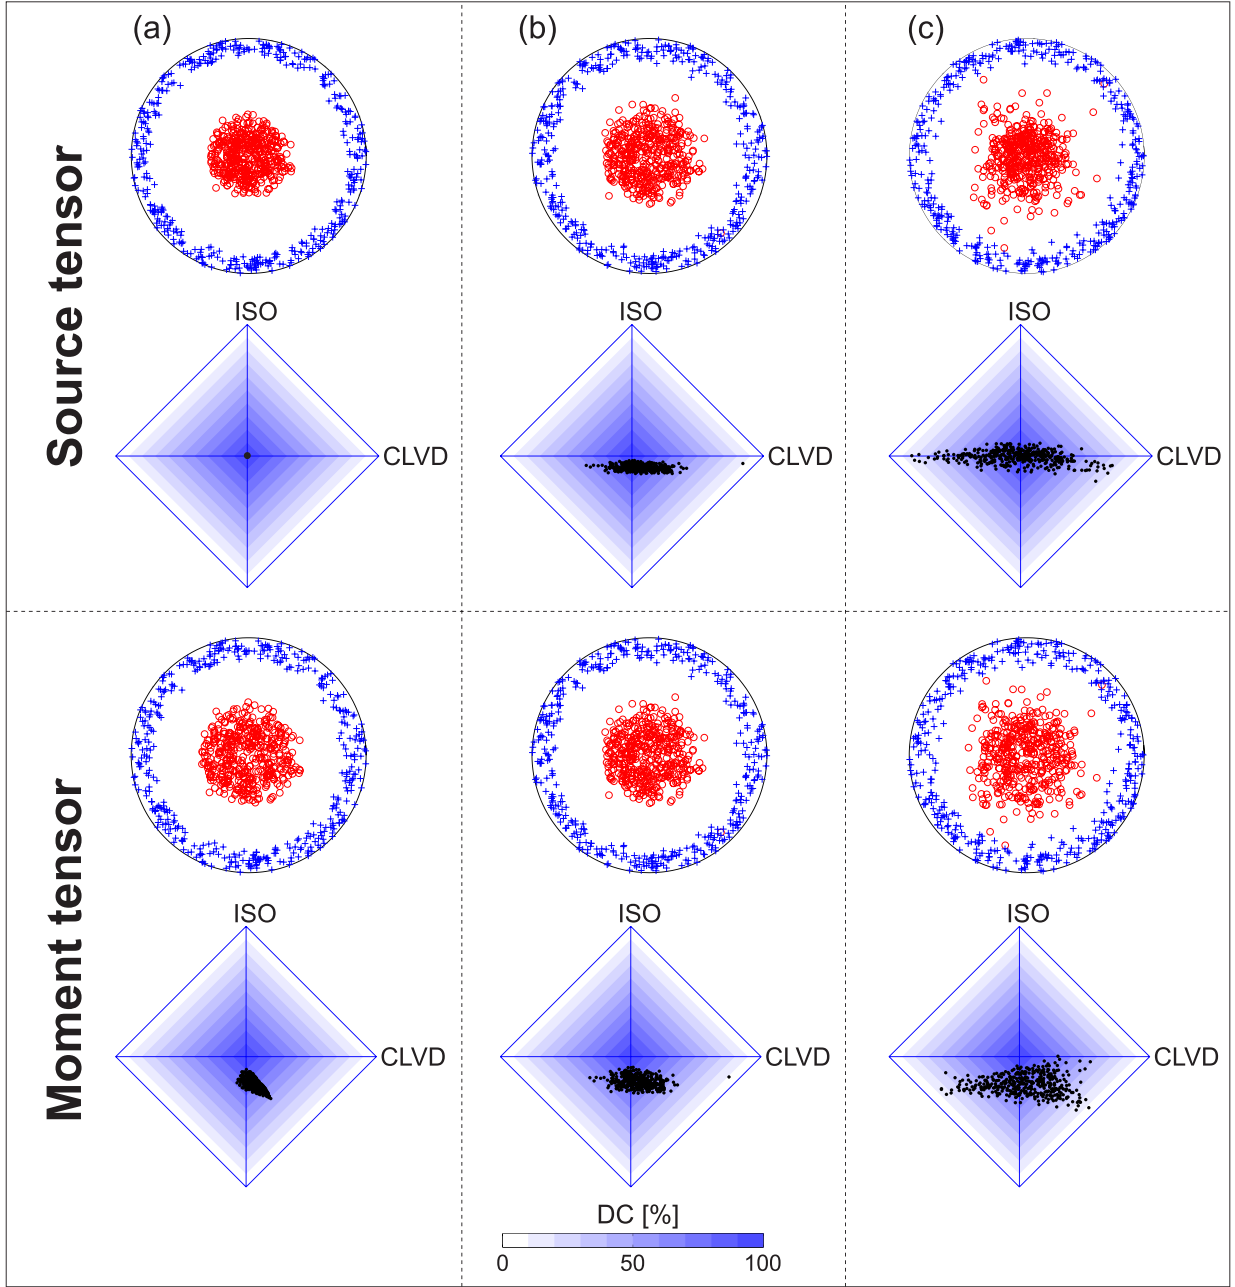 (a)
(b)
(c)
Source tensor
ISO
ISO
ISO
CLVD
CLVD
CLVD
Moment tensor
ISO
ISO
ISO
CLVD
CLVD
CLVD
DC [%]
0
50
100